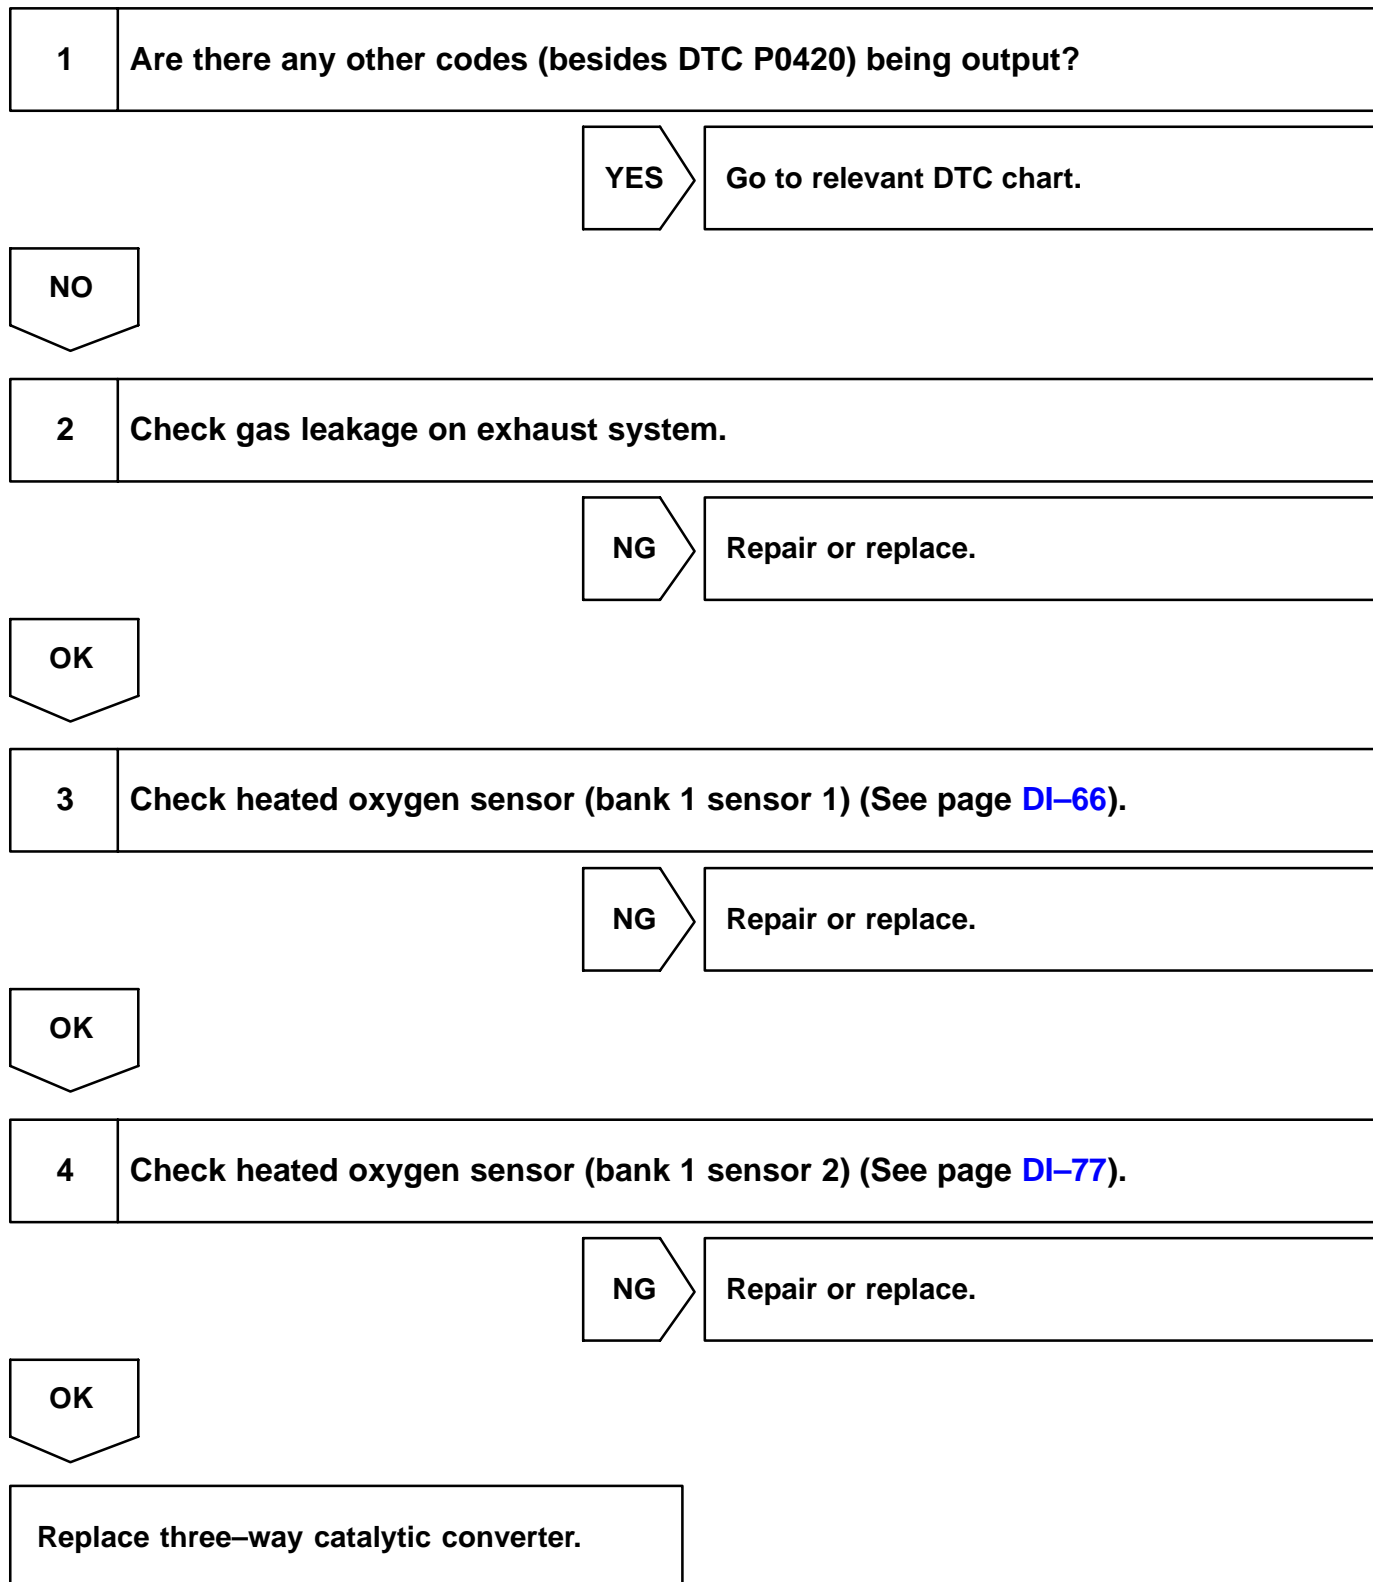 1 Are there any other codes (besides DTC P0420) being output?
YES Go to relevant DTC chart.
NO
2 Check gas leakage on exhaust system.
NG Repair or replace.
OK
3 Check heated oxygen sensor (bank 1 sensor 1) (See page DI–66).
NG Repair or replace.
OK
4 Check heated oxygen sensor (bank 1 sensor 2) (See page DI–77).
NG Repair or replace.
OK
Replace three–way catalytic converter.